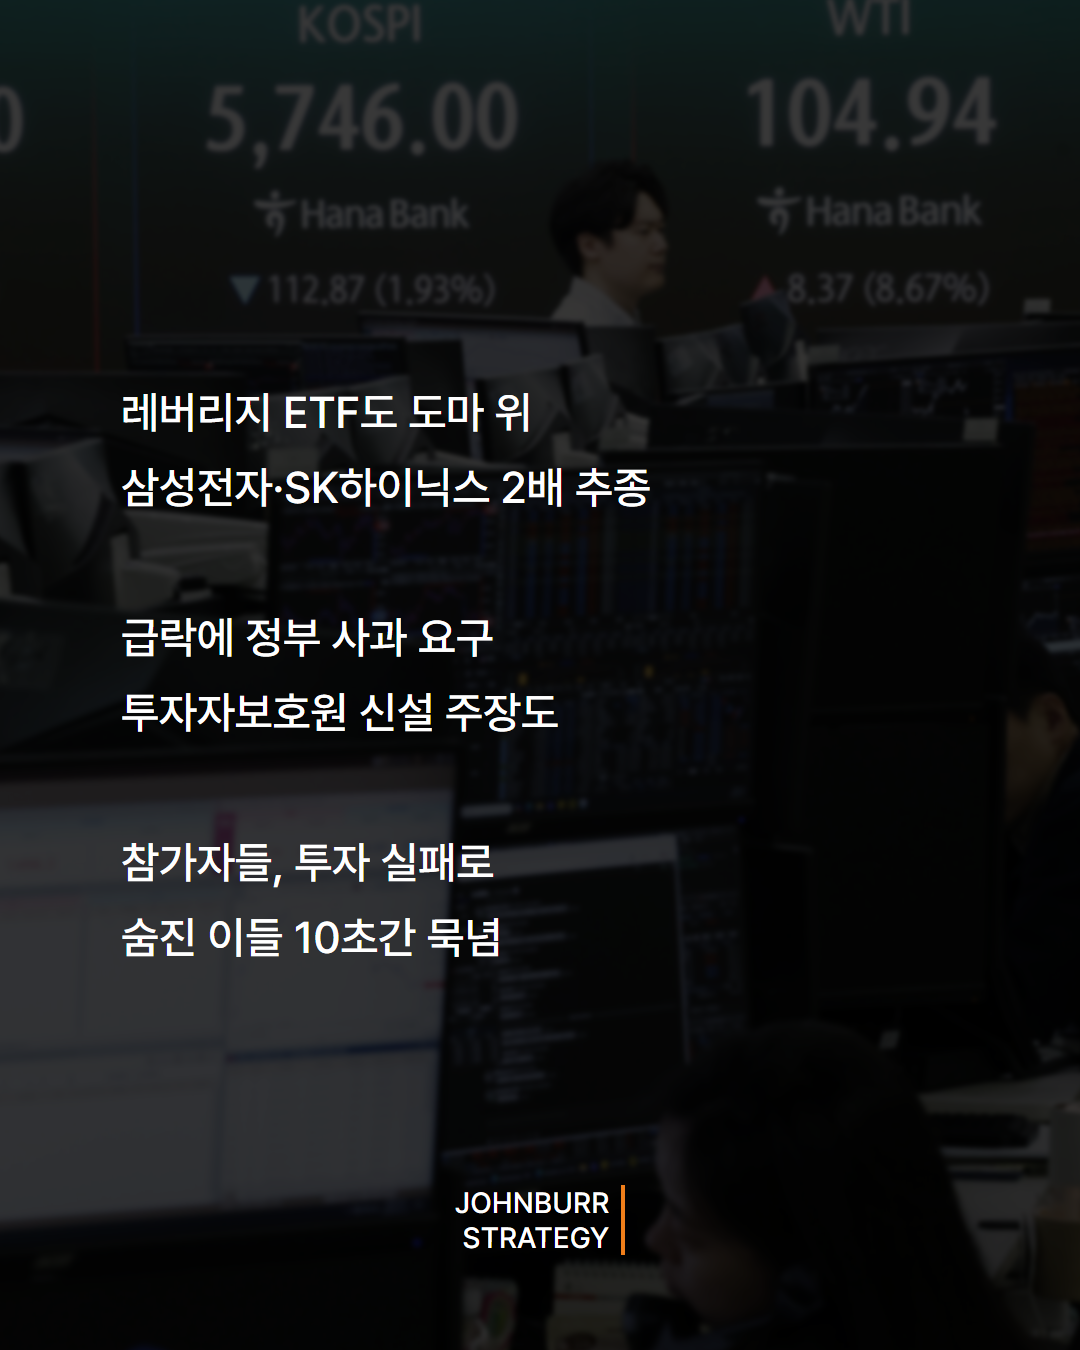 KOSPI
WTI
0
5,746.00
104.94
Hana Bank
Hana Bank
▼112.87 (1.93%)
▲8.37 (8.67%)
레버리지 ETF도 도마 위
삼성전자·SK하이닉스 2배 추종
급락에 정부 사과 요구
투자자보호원 신설 주장도
참가자들, 투자 실패로
숨진 이들 10초간 묵념
JOHNBURR
STRATEGY